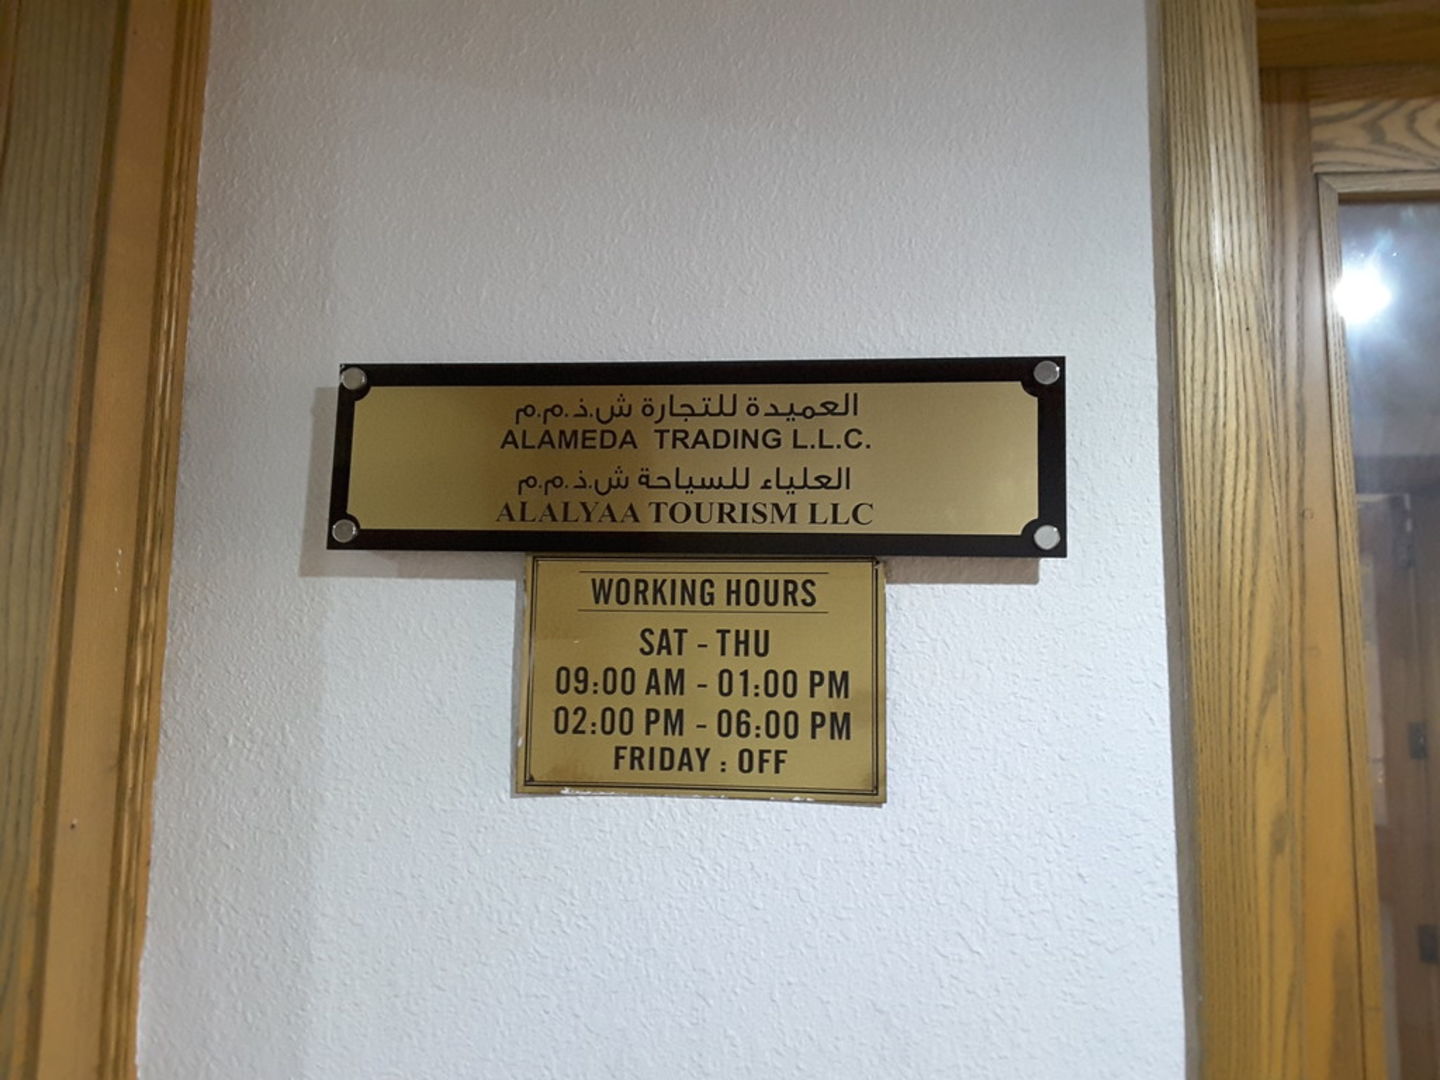 العميدة للتجارة ش.ذ.م.م
ALAMEDA TRADING L.L.C.
العلياء للسياحة ش.ذ.م.م
ALALYAA TOURISM LLC
WORKING HOURS
SAT - THU
09:00 AM - 01:00 PM
02:00 PM - 06:00 PM
FRIDAY : OFF